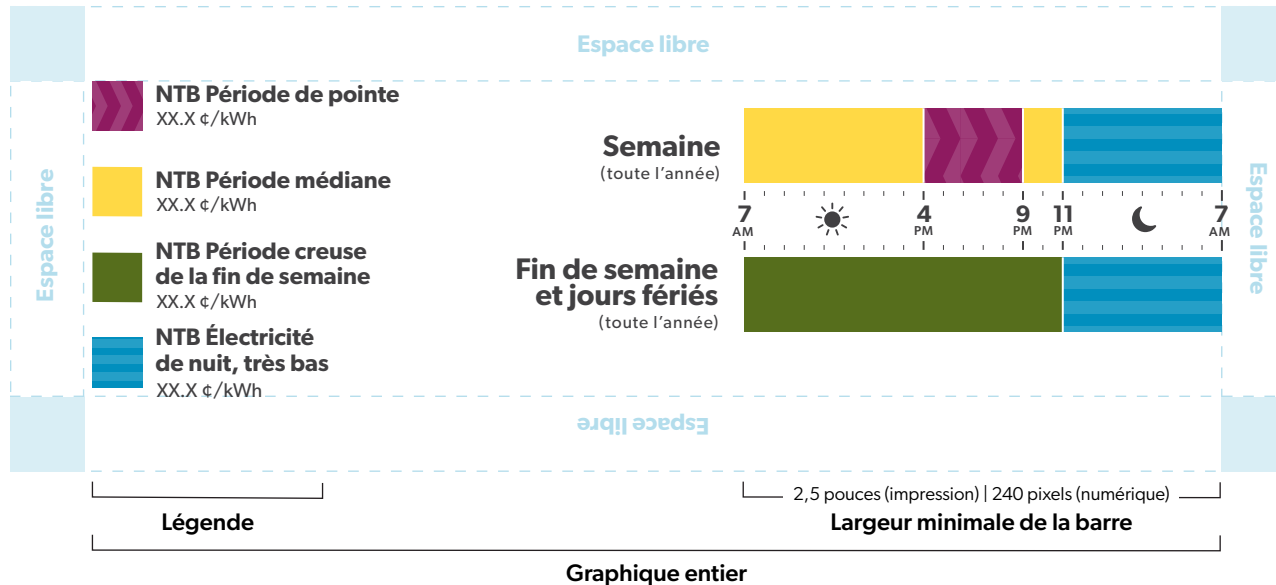 Espace libre
NTB Période de pointe
XX.X ¢/kWh
NTB Période médiane
XX.X ¢/kWh
NTB Période creuse
de la fin de semaine
XX.X ¢/kWh
NTB Électricité
de nuit, très bas
XX.X ¢/kWh
Espace libre
Semaine
(toute l’année)
7 AM 4 PM 9 PM 11 PM 7 AM
Fin de semaine
et jours fériés
(toute l’année)
Espace libre
Espace libre
2,5 pouces (impression) | 240 pixels (numérique)
Légende
Largeur minimale de la barre
Graphique entier